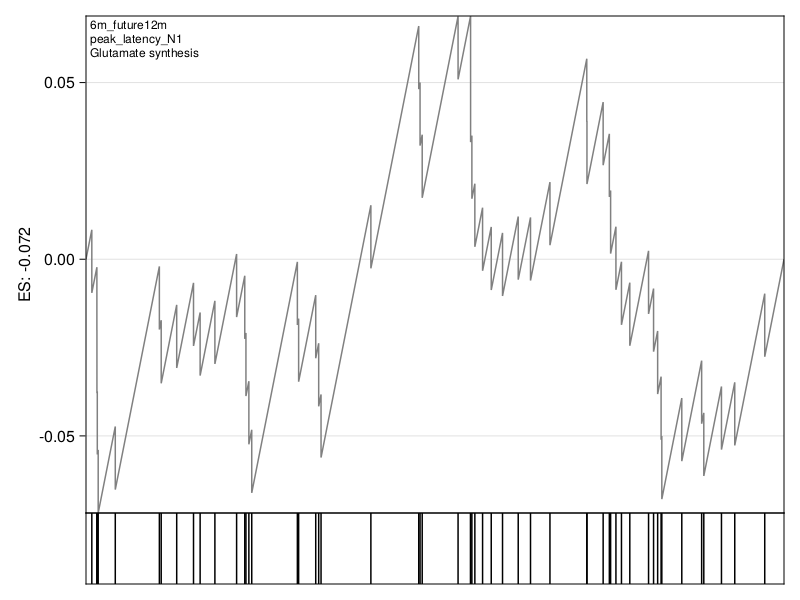 6m_future12m
peak_latency_N1
Glutamate synthesis
0.05
0.00
-0.05
ES: -0.072